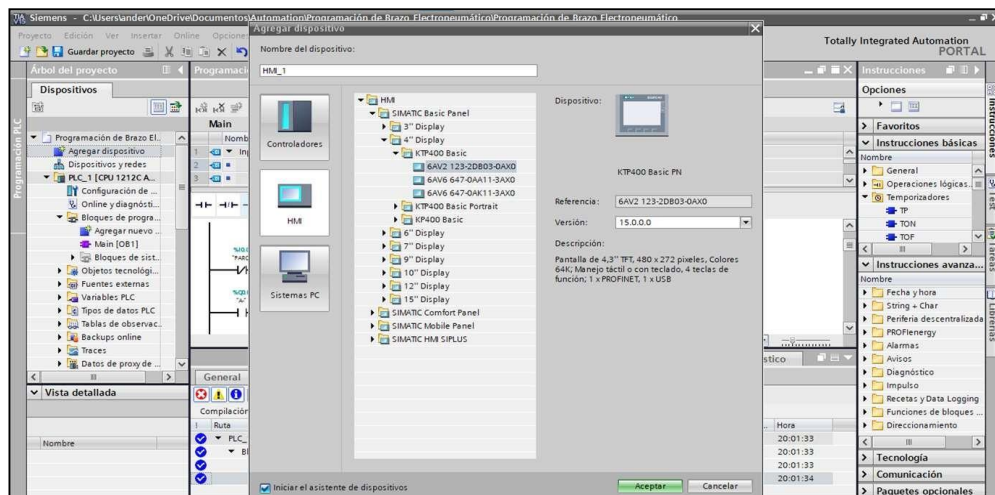 Siemens - C:\Users\ander\OneDrive\Documentos\Automation\Programación de Brazo Electroneumático\Programación de Brazo Electroneumático
Proyecto Edición Ver Insertar Online Opciones
Totally Integrated Automation
PORTAL
Guardar proyecto
Árbol del proyecto
Dispositivos
Programación PLC
Programación de Brazo El..
Agregar dispositivo
Dispositivos y redes
PLC_1 [CPU 1212C A...
Configuración de ...
Online y diagnósti...
Bloques de progra...
Agregar nuevo ..
Main [OB1]
Bloques de sist..
Objetos tecnológi...
Fuentes externas
Variables PLC
Tipos de datos PLC
Tablas de observac..
Backups online
Traces
Datos de proxy de ...
Vista detallada
Nombre
Main
1
2
3
General
Compilación
! Ruta
PLC_
Agregar dispositivo
Nombre del dispositivo:
HMI_1
Controladores
HMI
Sistemas PC
HMI
SIMATIC Basic Panel
3" Display
4" Display
KTP400 Basic
6AV2 123-2DB03-0AX0
6AV6 647-0AA11-3AX0
6AV6 647-0AK11-3AX0
KTP400 Basic Portrait
KP400 Basic
6" Display
7" Display
9" Display
10" Display
12" Display
15" Display
SIMATIC Comfort Panel
SIMATIC Mobile Panel
SIMATIC HMI SIPLUS
Dispositivo:
KTP400 Basic PN
Referencia: 6AV2 123-2DB03-0AX0
Versión: 15.0.0.0
Descripción:
Pantalla de 4,3'' TFT, 480 x 272 pixeles, Colores
64K; Manejo táctil o con teclado, 4 teclas de
función; 1 x PROFINET, 1 x USB
Iniciar el asistente de dispositivos
Aceptar
Cancelar
Hora
20:01:33
20:01:33
20:01:33
20:01:34
Instrucciones
Opciones
Favoritos
Instrucciones básicas
Nombre
General
Operaciones lógicas..
Temporizadores
TP
TON
TOF
Instrucciones avanza...
Nombre
Fecha y hora
String + Char
Periferia descentralizada
PROFIenergy
Alarmas
Avisos
Diagnóstico
Impulso
Recetas y Data Logging
Funciones de bloques ...
Direccionamiento
Tecnología
Comunicación
Paquetes opcionales
Instrucciones
Test
Tareas
Librerías